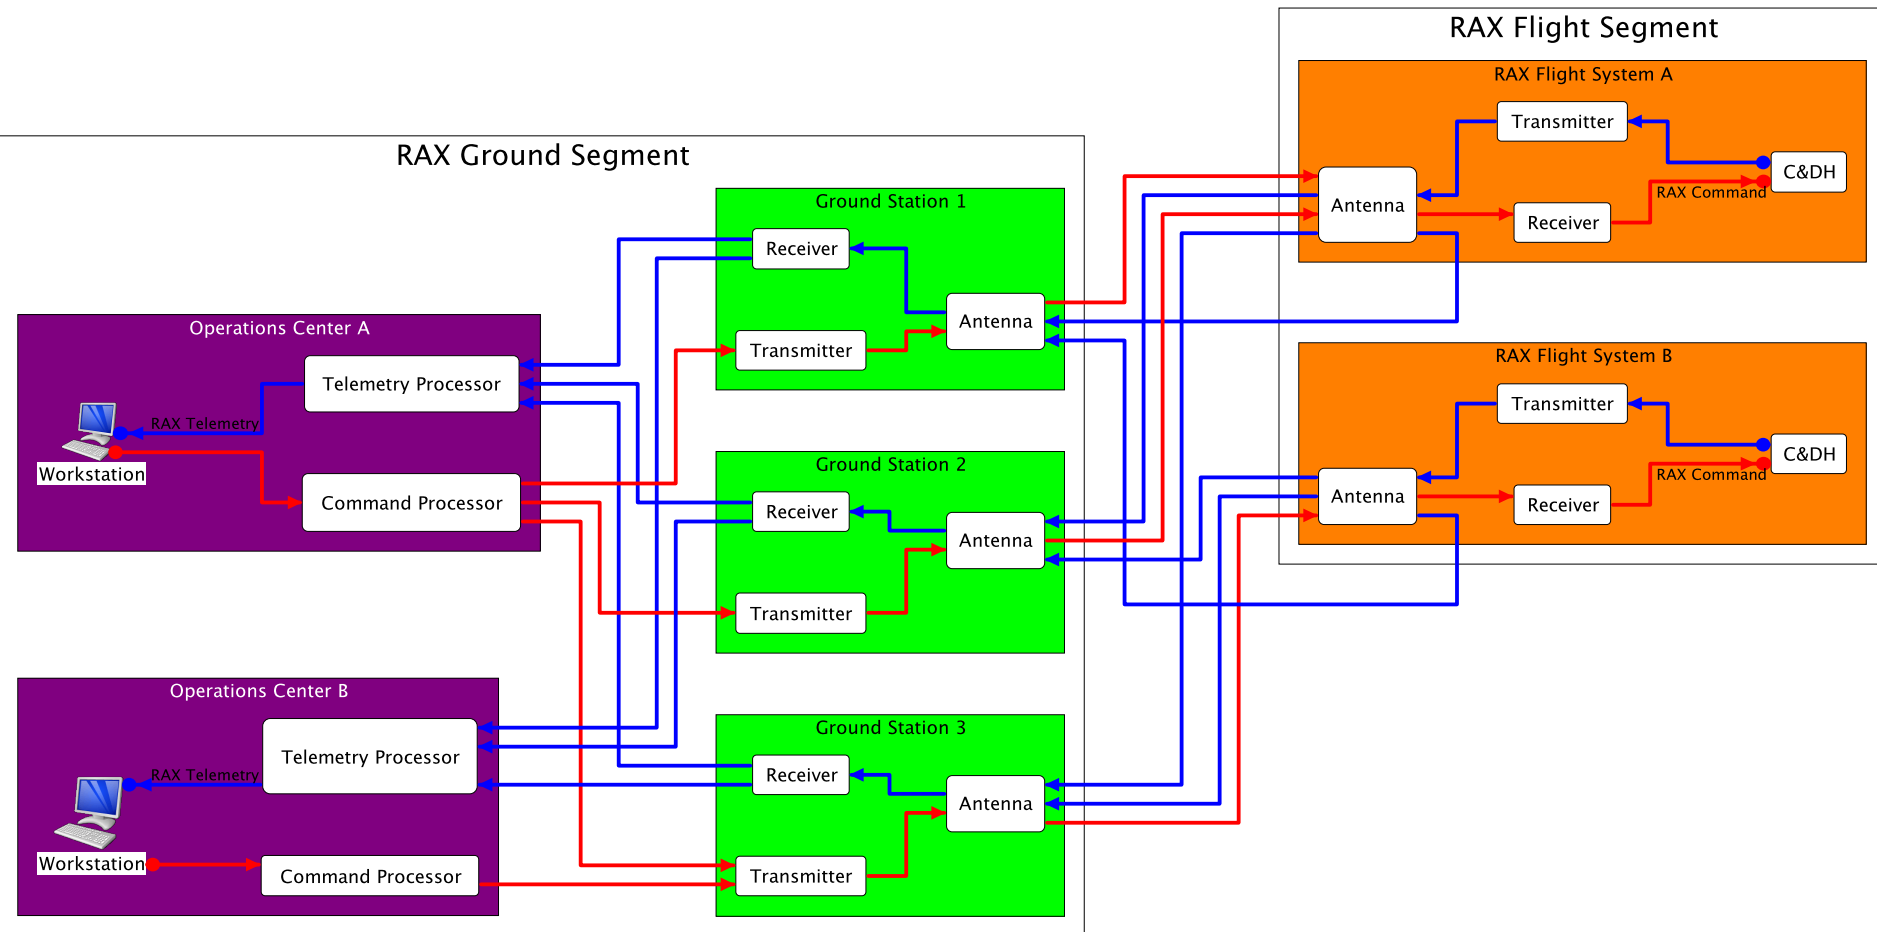 RAX Flight Segment
RAX Flight System A
Transmitter
C&DH
RAX Command
Antenna
Receiver
RAX Flight System B
Transmitter
C&DH
RAX Command
Antenna
Receiver
RAX Ground Segment
Ground Station 1
Receiver
Antenna
Transmitter
Ground Station 2
Receiver
Antenna
Transmitter
Ground Station 3
Receiver
Antenna
Transmitter
Operations Center A
Telemetry Processor
RAX Telemetry
Workstation
Command Processor
Operations Center B
Telemetry Processor
RAX Telemetry
Workstation
Command Processor